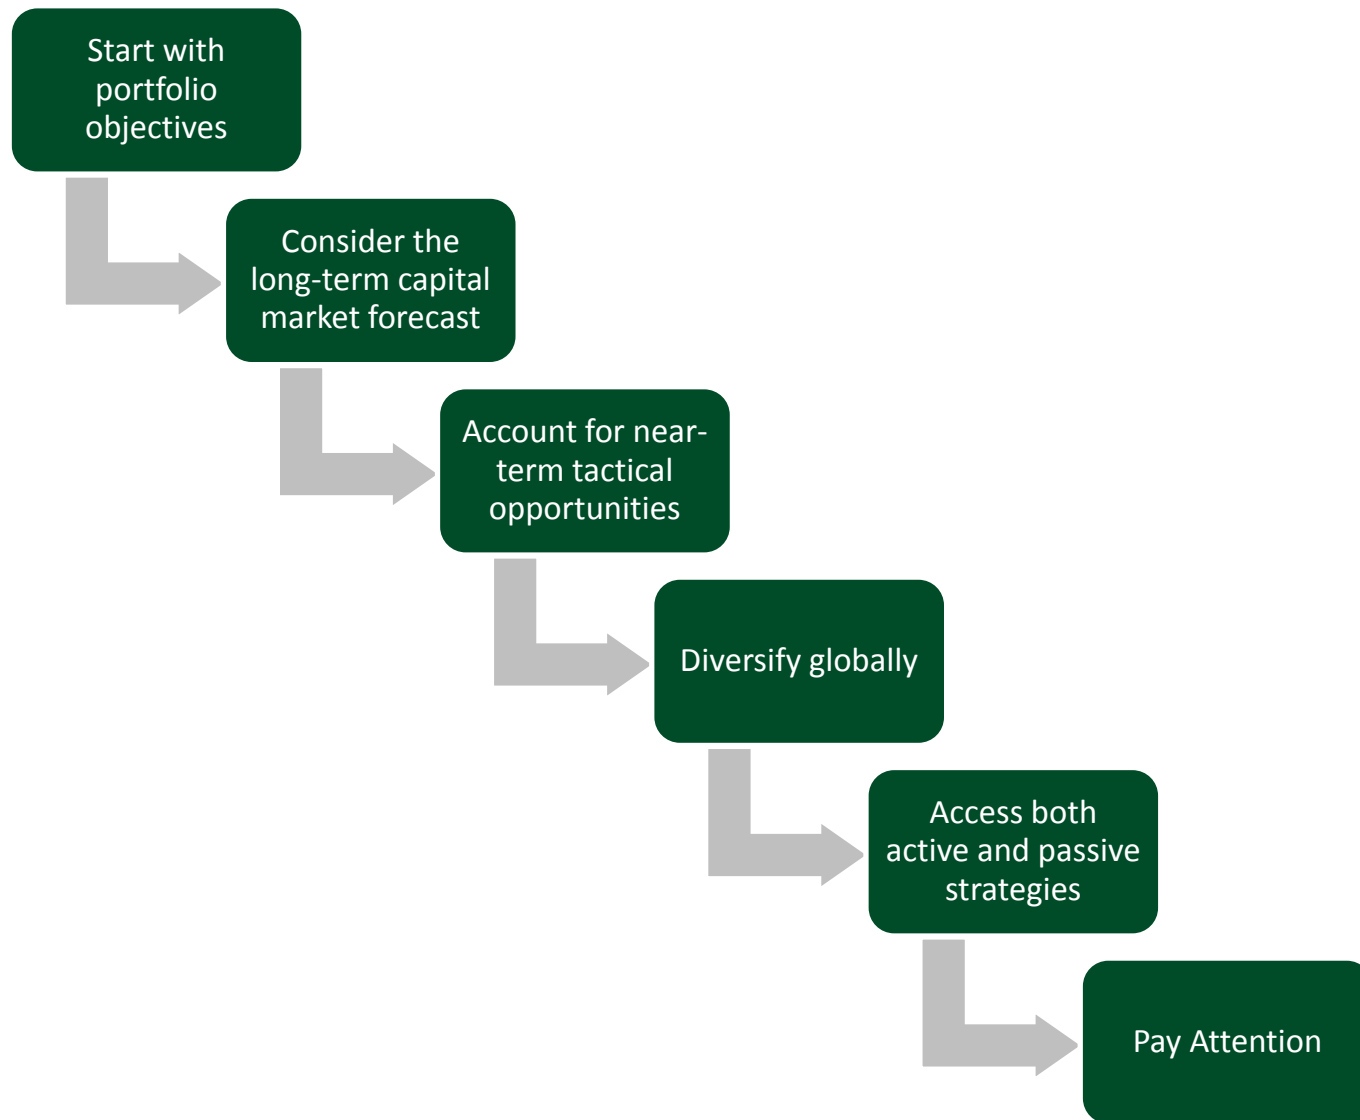 Start with
portfolio
objectives
Consider the
long-term capital
market forecast
Account for near-
term tactical
opportunities
Diversify globally
Access both
active and passive
strategies
Pay Attention